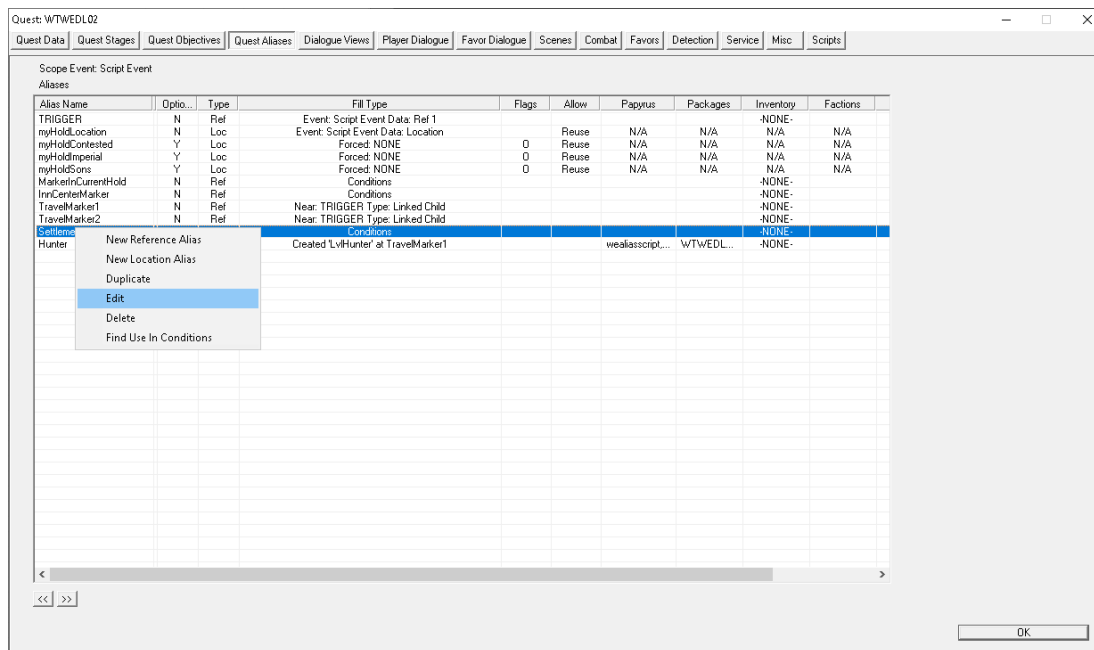 Quest: WTWEDL02
Quest Data Quest Stages Quest Objectives Quest Aliases Dialogue Views Player Dialogue Favor Dialogue Scenes Combat Favors Detection Service Misc Scripts
Scope Event: Script Event
Aliases
Alias Name Optio... Type Fill Type Flags Allow Papyrus Packages Inventory Factions
TRIGGER N Ref Event: Script Event Data: Ref 1 -NONE-
myHoldLocation N Loc Event: Script Event Data: Location Reuse N/A N/A N/A N/A
myHoldContested Y Loc Forced: NONE O Reuse N/A N/A N/A N/A
myHoldImperial Y Loc Forced: NONE O Reuse N/A N/A N/A N/A
myHoldSons Y Loc Forced: NONE O Reuse N/A N/A N/A N/A
MarkerInCurrentHold N Ref Conditions -NONE-
InnCenterMarker N Ref Conditions -NONE-
TravelMarker1 N Ref Near: TRIGGER Type: Linked Child -NONE-
TravelMarker2 N Ref Near: TRIGGER Type: Linked Child -NONE-
Settleme Conditions -NONE-
Hunter Created 'LvlHunter' at TravelMarker1 wealiasscript,... WTWEDL... -NONE-
New Reference Alias
New Location Alias
Duplicate
Edit
Delete
Find Use In Conditions
<< >>
OK